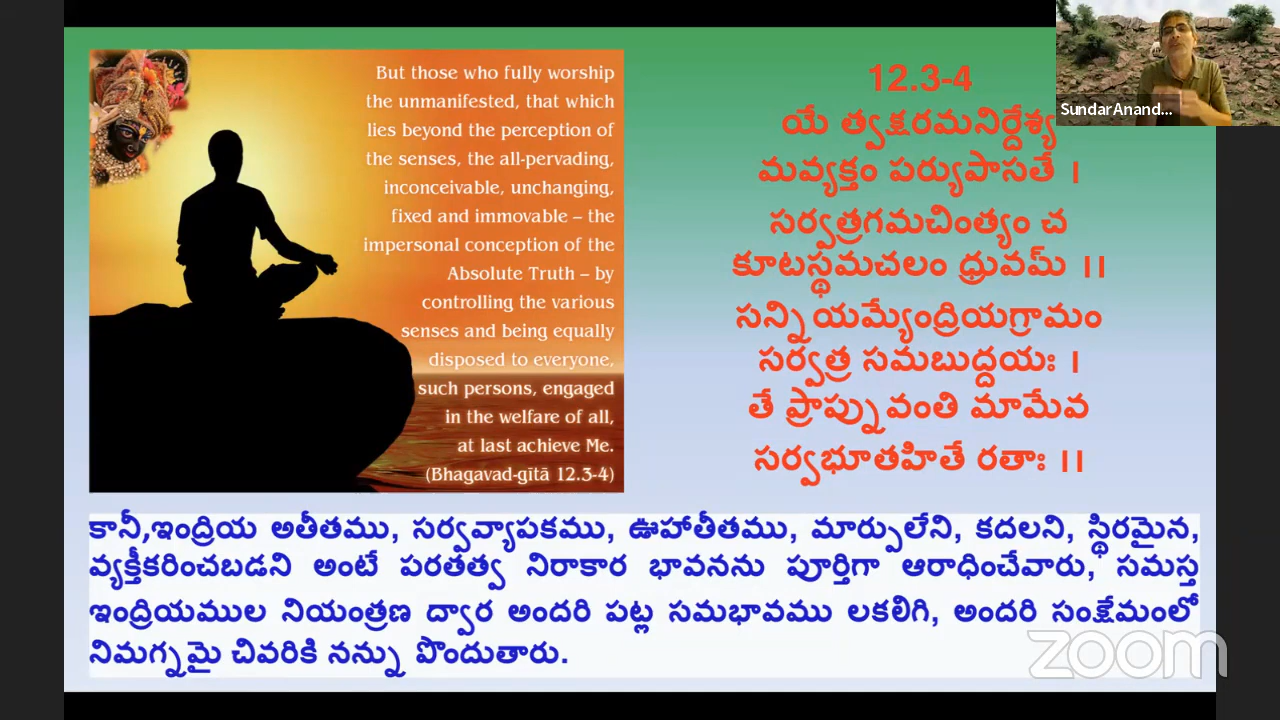 But those who fully worship
the unmanifested, that which
lies beyond the perception of
the senses, the all-pervading,
inconceivable, unchanging,
fixed and immovable – the
impersonal conception of the
Absolute Truth – by
controlling the various
senses and being equally
disposed to everyone,
such persons, engaged
in the welfare of all,
at last achieve Me.
(Bhagavad-gītā 12.3-4)
12.3-4
యే త్వక్షరమనిర్దేశ్య
మవ్యక్తం పర్యుపాసతే ।
సర్వత్రగమచింత్యం చ
కూటస్థమచలం ధ్రువమ్ ।।
సన్నియమ్యేంద్రియగ్రామం
సర్వత్ర సమబుద్దయః ।
తే ప్రాప్నువంతి మామేవ
సర్వభూతహితే రతాః ।।
SundarAnand...
కానీ,ఇంద్రియ అతీతము, సర్వవ్యాపకము, ఊహాతీతము, మార్పులేని, కదలని, స్థిరమైన,
వ్యక్తీకరించబడని అంటే పరతత్వ నిరాకార భావనను పూర్తిగా ఆరాధించేవారు, సమస్త
ఇంద్రియముల నియంత్రణ ద్వార అందరి పట్ల సమభావము లకలిగి, అందరి సంక్షేమంలో
నిమగ్నమై చివరికి నన్ను పొందుతారు.
zoom